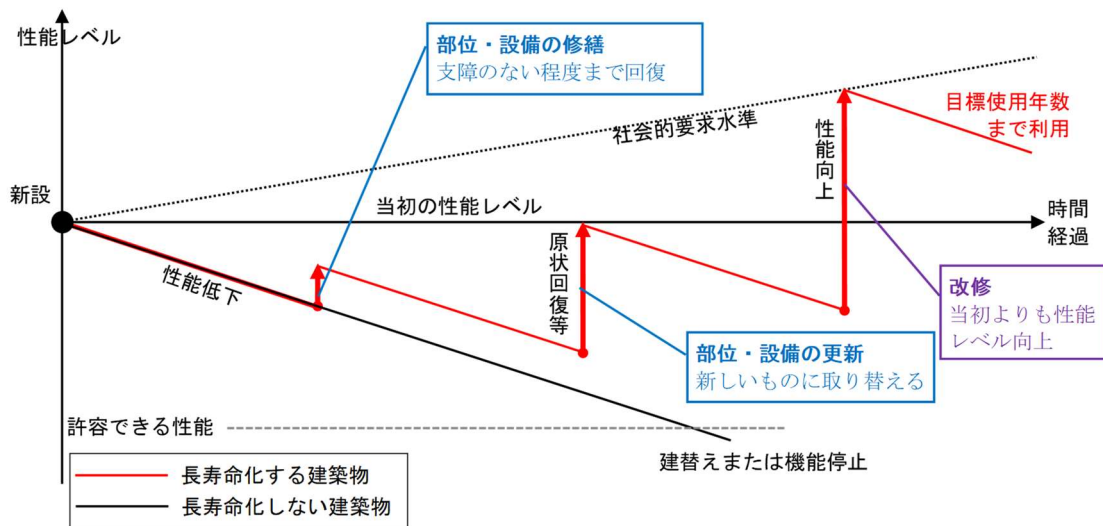 性能レベル
部位・設備の修繕
支障のない程度まで回復
社会的要求水準
目標使用年数
まで利用
性能向上
新設
当初の性能レベル
時間
経過
性能低下
原状回復等
改修
当初よりも性能
レベル向上
部位・設備の更新
新しいものに取り替える
許容できる性能
建替えまたは機能停止
長寿命化する建築物
長寿命化しない建築物